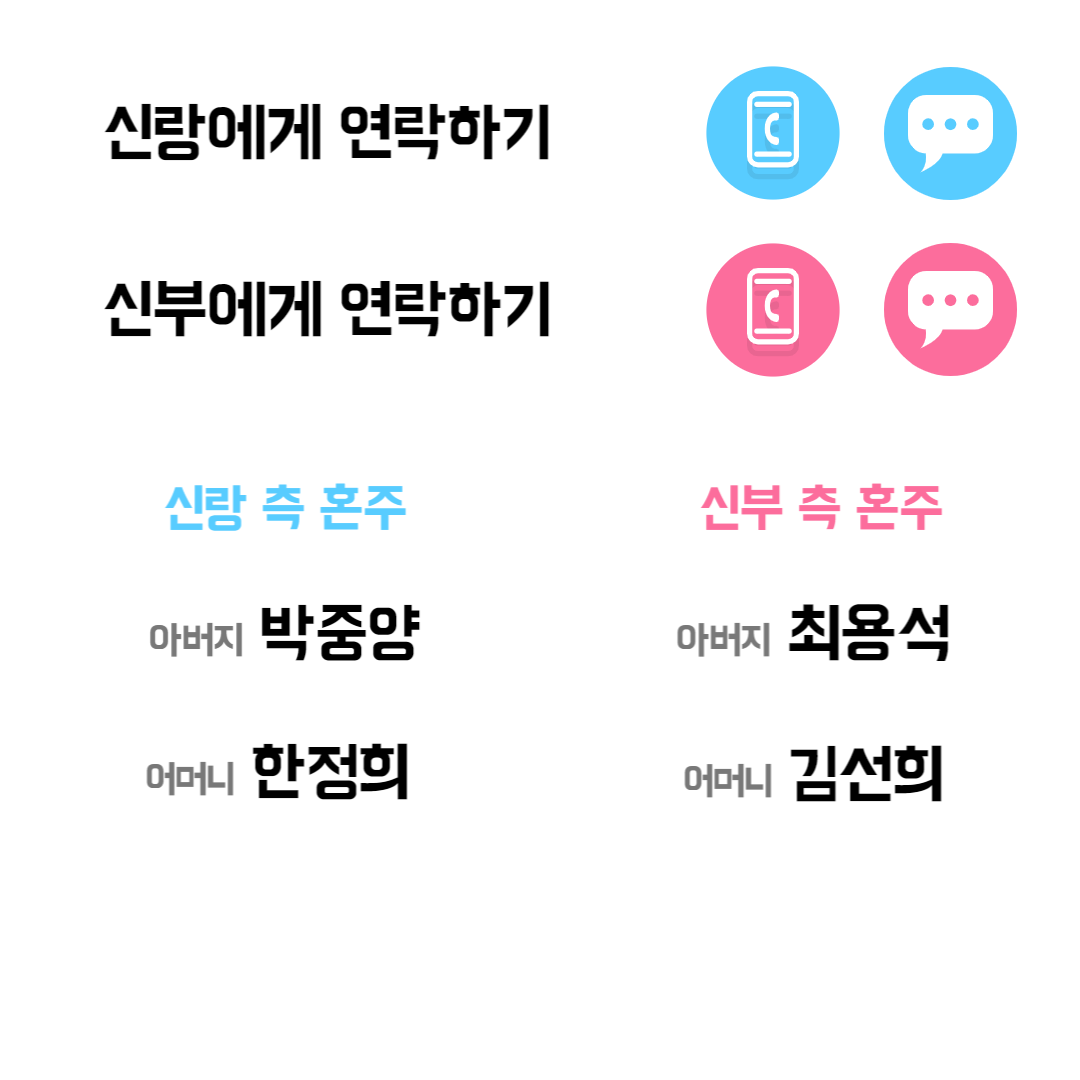 신랑에게 연락하기
신부에게 연락하기
신랑 측 혼주
신부 측 혼주
아버지 박중양
아버지 최용석
어머니 한정희
어머니 김선희